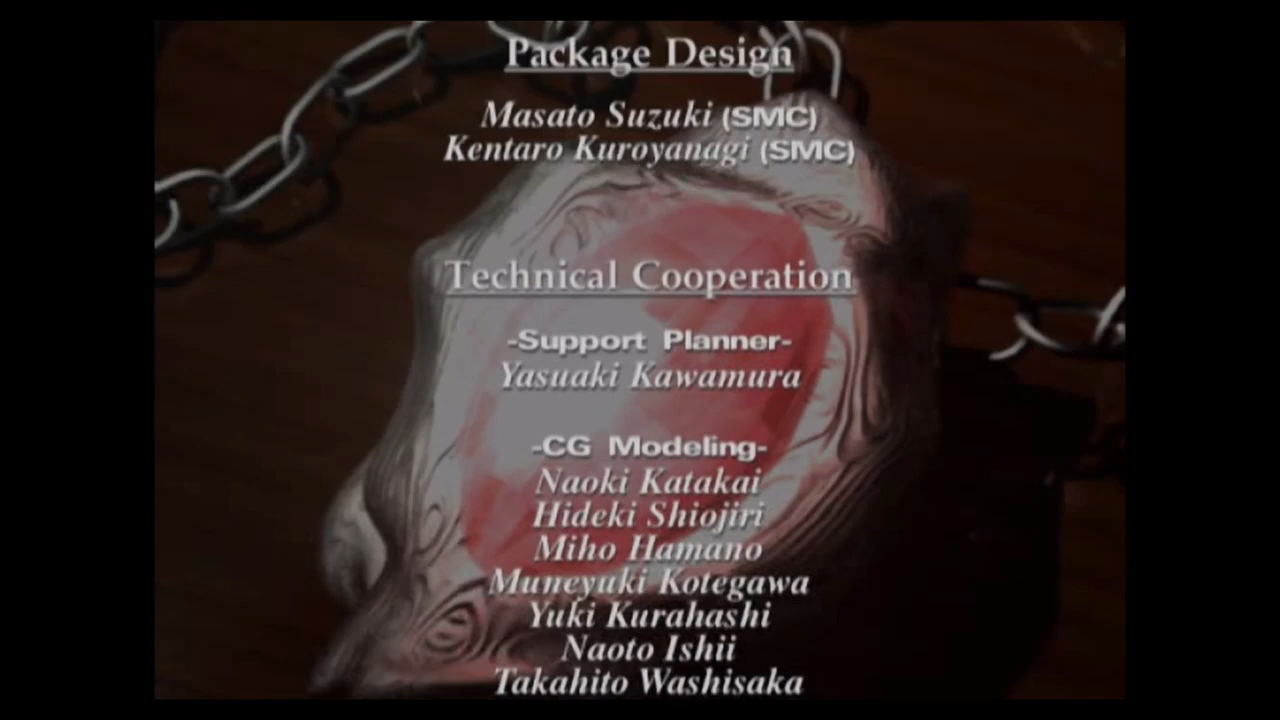 Package Design
Masato Suzuki (SMC)
Kentaro Kuroyanagi (SMC)
Technical Cooperation
-Support Planner-
Yasuaki Kawamura
-CG Modeling-
Naoki Katakai
Hideki Shiojiri
Miho Hamano
Muneyuki Kotegawa
Yuki Kurahashi
Naoto Ishii
Takahito Washisaka